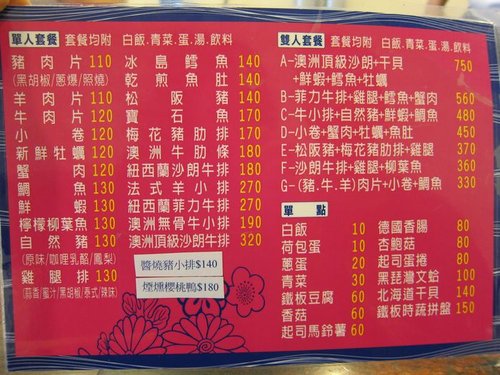 單人套餐 套餐均附 白飯.青菜.蛋.湯.飲料
豬肉片 110
(黑胡椒/蔥爆/照燒)
羊肉片 110
牛肉片 120
小卷 120
新鮮牡蠣 120
蟹肉 120
鯛魚 130
鮮蝦 130
檸檬柳葉魚 130
自然豬 130
(原味/咖哩乳酪/鳳梨)
雞腿排 130
(蒜香/蜜汁/黑胡椒/泰式/辣味)
冰島鱈魚 140
乾煎魚肚 140
松阪豬 140
寶石魚 170
梅花豬肋排 170
澳洲牛肋條 180
紐西蘭沙朗牛排 180
法式羊小排 270
紐西蘭菲力牛排 270
澳洲無骨牛小排 190
澳洲頂級沙朗牛排 320
醬燒豬小排$140
煙燻櫻桃鴨$180
雙人套餐 套餐均附 白飯.青菜.蛋.湯.飲料
A-澳洲頂級沙朗+干貝 750
+鮮蝦+鱈魚+牡蠣
B-菲力牛排+雞腿+鱈魚+蟹肉 560
C-牛小排+自然豬+鮮蝦+鯛魚 480
D-小卷+蟹肉+牡蠣+魚肚 450
E-松阪豬+梅花豬肋排+雞腿 370
F-沙朗牛排+雞腿+柳葉魚 360
G-(豬.牛.羊)肉片+小卷+鯛魚 330
單點
白飯 10
荷包蛋 10
蔥蛋 20
青菜 30
鐵板豆腐 60
香菇 60
起司馬鈴薯 60
德國香腸 80
杏鮑菇 80
起司蛋捲 80
黑琵灣文蛤 100
北海道干貝 140
鐵板時蔬拼盤 150